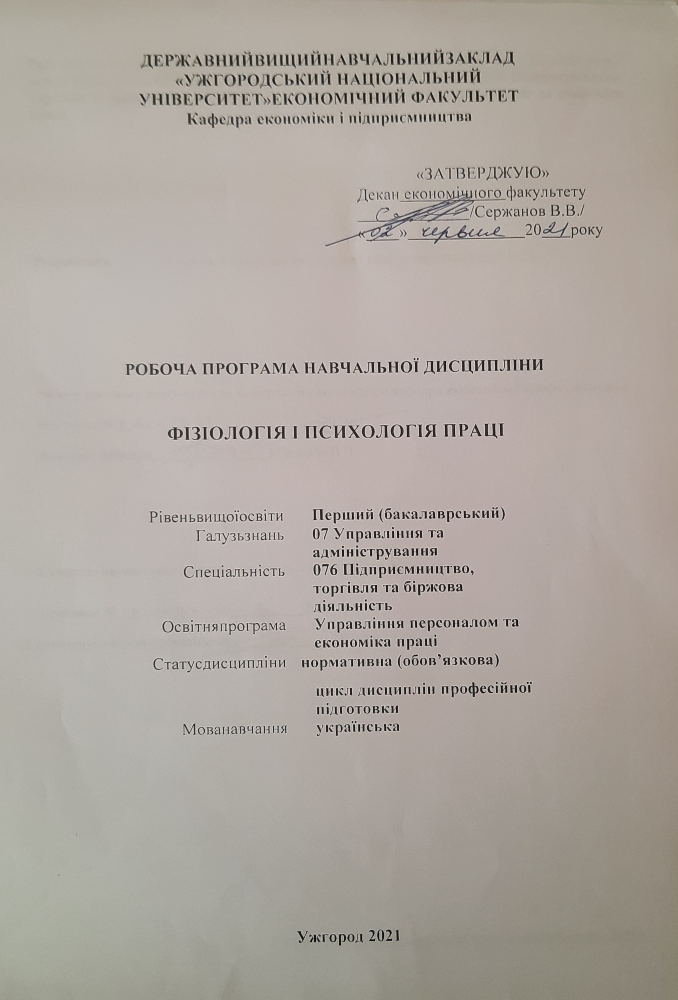 ДЕРЖАВНИЙВИЩИЙНАВЧАЛЬНИЙЗАКЛАД
«УЖГОРОДСЬКИЙ НАЦІОНАЛЬНИЙ
УНІВЕРСИТЕТ»ЕКОНОМІЧНИЙ ФАКУЛЬТЕТ
Кафедра економіки і підприємництва
«ЗАТВЕРДЖУЮ»
Декан економічного факультету
/Сержанов В.В./
«02» червня 2021 року
РОБОЧА ПРОГРАМА НАВЧАЛЬНОЇ ДИСЦИПЛІНИ
ФІЗІОЛОГІЯ І ПСИХОЛОГІЯ ПРАЦІ
Рівеньвищоїосвіти Перший (бакалаврський)
Галузьзнань 07 Управління та
адміністрування
Спеціальність 076 Підприємництво,
торгівля та біржова
діяльність
Освітняпрограма Управління персоналом та
економіка праці
Статусдисципліни нормативна (обов’язкова)
цикл дисциплін професійної
підготовки
Мованавчання українська
Ужгород 2021